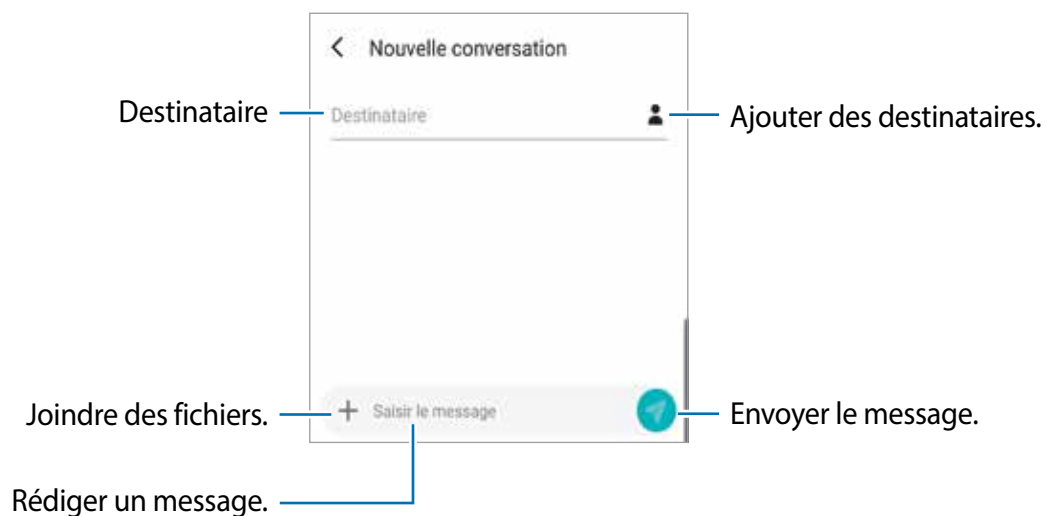 Nouvelle conversation
Destinataire
Destinataire
Ajouter des destinataires.
Joindre des fichiers.
Saisir le message
Envoyer le message.
Rédiger un message.